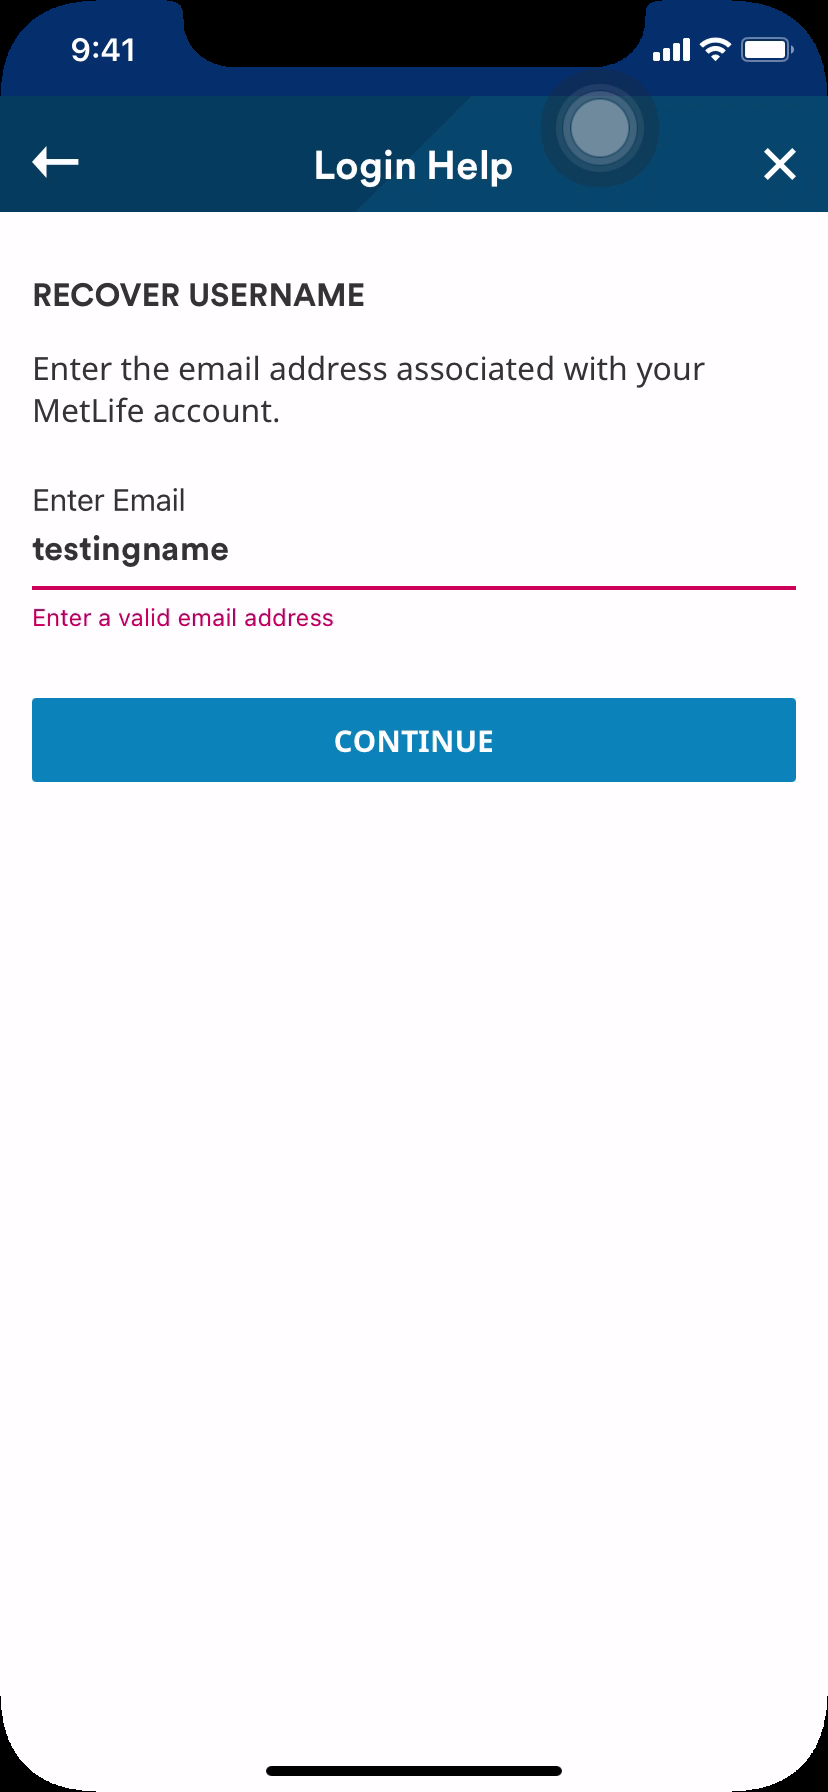 9:41
Login Help
RECOVER USERNAME
Enter the email address associated with your
MetLife account.
Enter Email
testingname
Enter a valid email address
CONTINUE